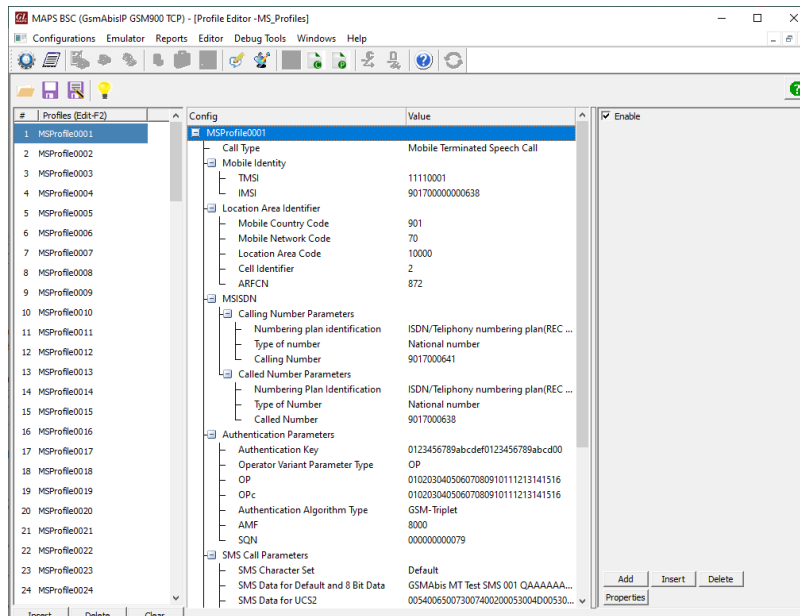 MAPS BSC (GsmAbisIP GSM900 TCP) - [Profile Editor -MS_Profiles]
Configurations Emulator Reports Editor Debug Tools Windows Help
# Profiles (Edit-F2)
1 MSProfile0001
2 MSProfile0002
3 MSProfile0003
4 MSProfile0004
5 MSProfile0005
6 MSProfile0006
7 MSProfile0007
8 MSProfile0008
9 MSProfile0009
10 MSProfile0010
11 MSProfile0011
12 MSProfile0012
13 MSProfile0013
14 MSProfile0014
15 MSProfile0015
16 MSProfile0016
17 MSProfile0017
18 MSProfile0018
19 MSProfile0019
20 MSProfile0020
21 MSProfile0021
22 MSProfile0022
23 MSProfile0023
24 MSProfile0024
Insert Delete Clear
Config Value
MSProfile0001
Call Type Mobile Terminated Speech Call
Mobile Identity
TMSI 11110001
IMSI 901700000000638
Location Area Identifier
Mobile Country Code 901
Mobile Network Code 70
Location Area Code 10000
Cell Identifier 2
ARFCN 872
MSISDN
Calling Number Parameters
Numbering plan identification ISDN/Teliphony numbering plan(REC ...
Type of number National number
Calling Number 9017000641
Called Number Parameters
Numbering Plan Identification ISDN/Teliphony numbering plan(REC ...
Type of Number National number
Called Number 9017000638
Authentication Parameters
Authentication Key 0123456789abcdef0123456789abcd00
Operator Variant Parameter Type OP
OP 01020304050607080910111213141516
OPc 01020304050607080910111213141516
Authentication Algorithm Type GSM-Triplet
AMF 8000
SQN 000000000079
SMS Call Parameters
SMS Character Set Default
SMS Data for Default and 8 Bit Data GSMAbis MT Test SMS 001 QAAAAAA...
SMS Data for UCS2 005400650073007400200053004D00530...
Enable
Add Insert Delete
Properties